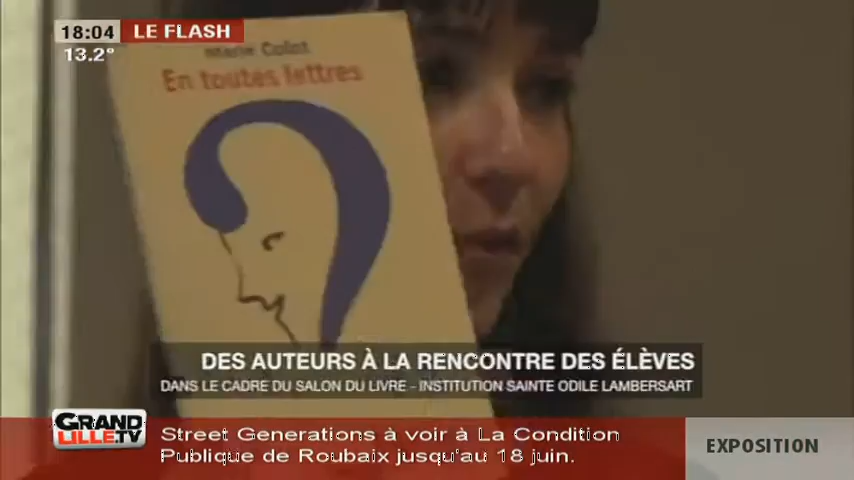 18:04 LE FLASH
13.2°
Marie Colot
En toutes lettres
DES AUTEURS À LA RENCONTRE DES ÉLÈVES
DANS LE CADRE DU SALON DU LIVRE - INSTITUTION SAINTE ODILE LAMBERSART
GRAND
LILLE.TV
Street Generations à voir à La Condition
Publique de Roubaix jusqu'au 18 juin.
EXPOSITION